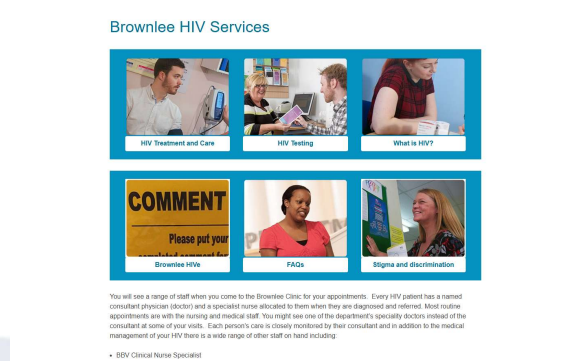 Brownlee HIV Services
HIV Treatment and Care
HIV Testing
What is HIV?
COMMENT
Please put your
completed comment for
Brownlee HIVe
FAQs
Stigma and discrimination
You will see a range of staff when you come to the Brownlee Clinic for your appointments. Every HIV patient has a named
consultant physician (doctor) and a specialist nurse allocated to them when they are diagnosed and referred. Most routine
appointments are with the nursing and medical staff. You might see one of the department's speciality doctors instead of the
consultant at some of your visits. Each person's care is closely monitored by their consultant and in addition to the medical
management of your HIV there is a wide range of other staff on hand including:
• BBV Clinical Nurse Specialist